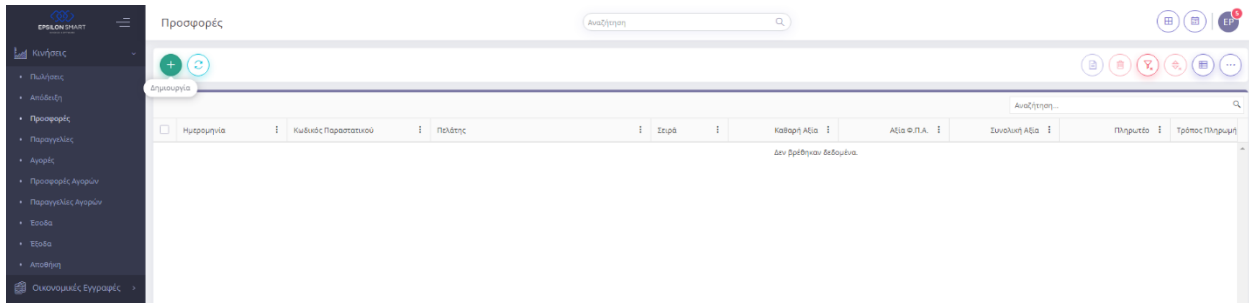 EPSILON SMART
Προσφορές
Αναζήτηση
EP
5
Κινήσεις
Πωλήσεις
Απόδειξη
Προσφορές
Παραγγελίες
Αγορές
Προσφορές Αγορών
Παραγγελίες Αγορών
Έσοδα
Έξοδα
Αποθήκη
Οικονομικές Εγγραφές
Δημιουργία
Αναζήτηση...
Ημερομηνία Κωδικός Παραστατικού Πελάτης Σειρά Καθαρή Αξία Αξία Φ.Π.Α. Συνολική Αξία Πληρωτέο Τρόπος Πληρωμή
Δεν βρέθηκαν δεδομένα.